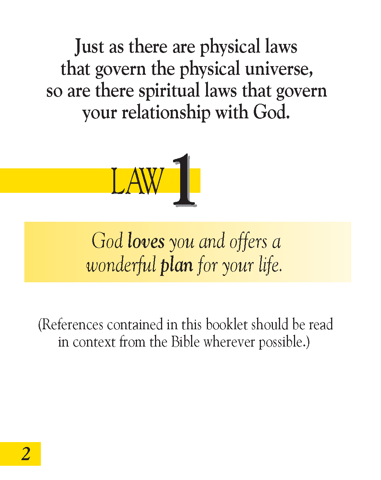 Just as there are physical laws
that govern the physical universe,
so are there spiritual laws that govern
your relationship with God.
LAW 1
God loves you and offers a
wonderful plan for your life.
(References contained in this booklet should be read
in context from the Bible wherever possible.)
2